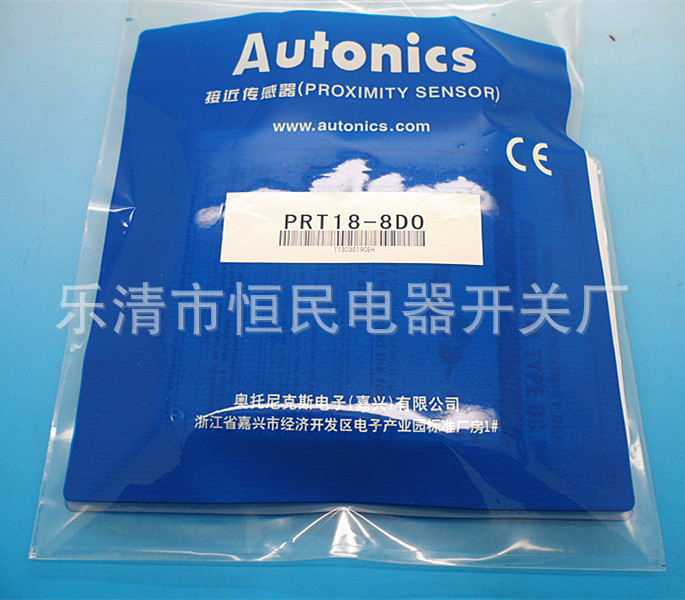 Autonics
接近传感器(PROXIMITY SENSOR)
www.autonics.com
CE
PRT18-8DO
113030190EH
乐清市恒民电器开关厂
TYPE DC
奥托尼克斯电子(嘉兴)有限公司
浙江省嘉兴市经济开发区电子产业园标准厂房1#